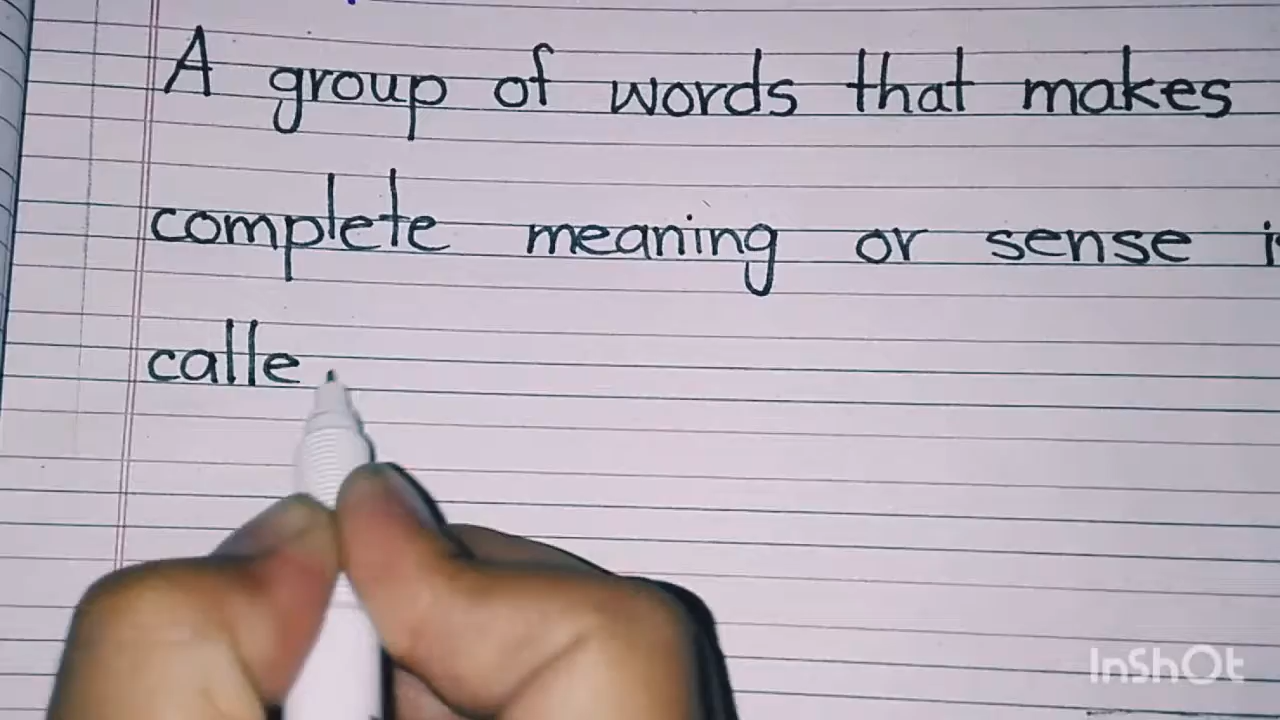 A group of words that makes
complete meaning or sense i
calle
InShOt